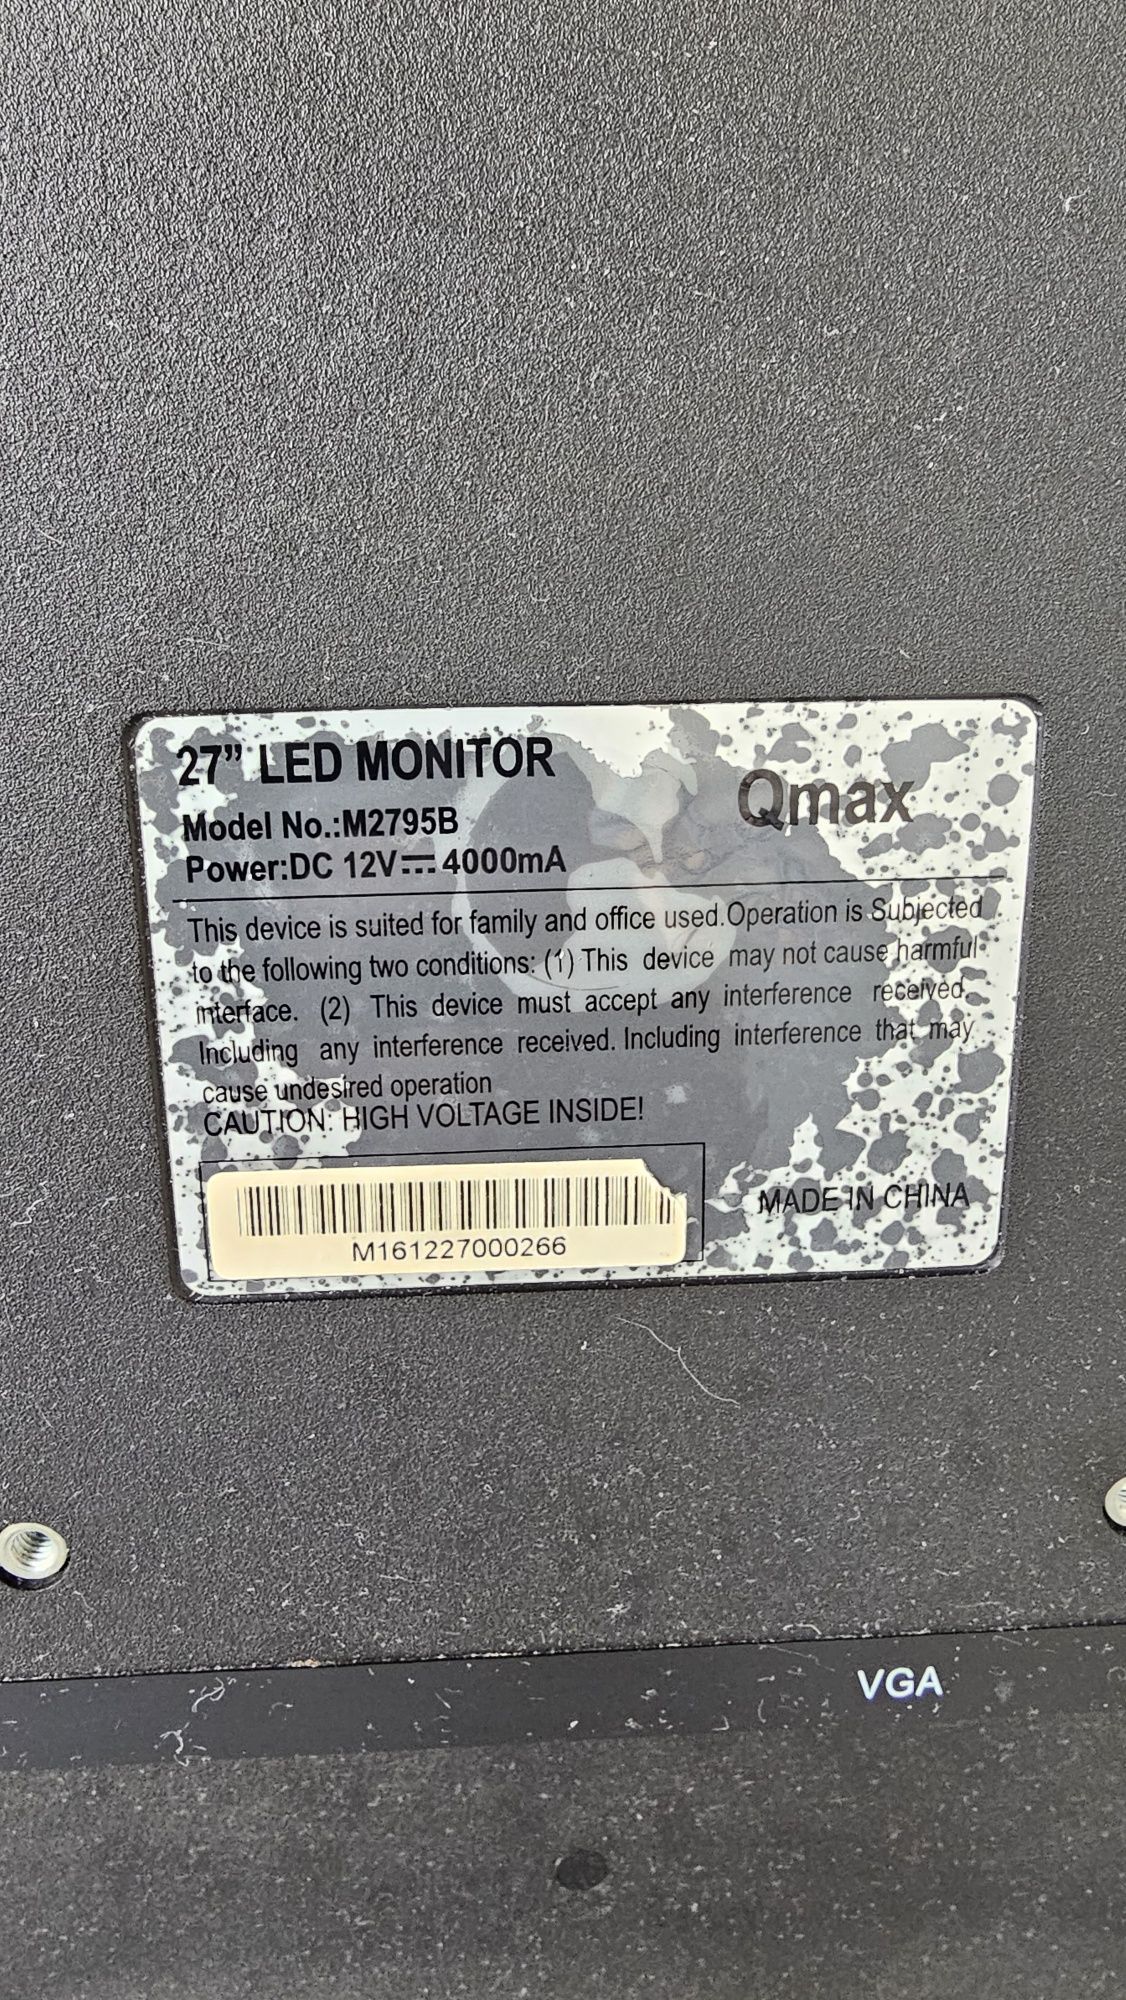 27” LED MONITOR
Qmax
Model No.:M2795B
Power:DC 12V⎓4000mA
This device is suited for family and office used.Operation is Subjected
to the following two conditions: (1) This device may not cause harmful
interface. (2) This device must accept any interference received.
Including any interference received. Including interference that may
cause undesired operation
CAUTION: HIGH VOLTAGE INSIDE!
MADE IN CHINA
M161227000266
VGA